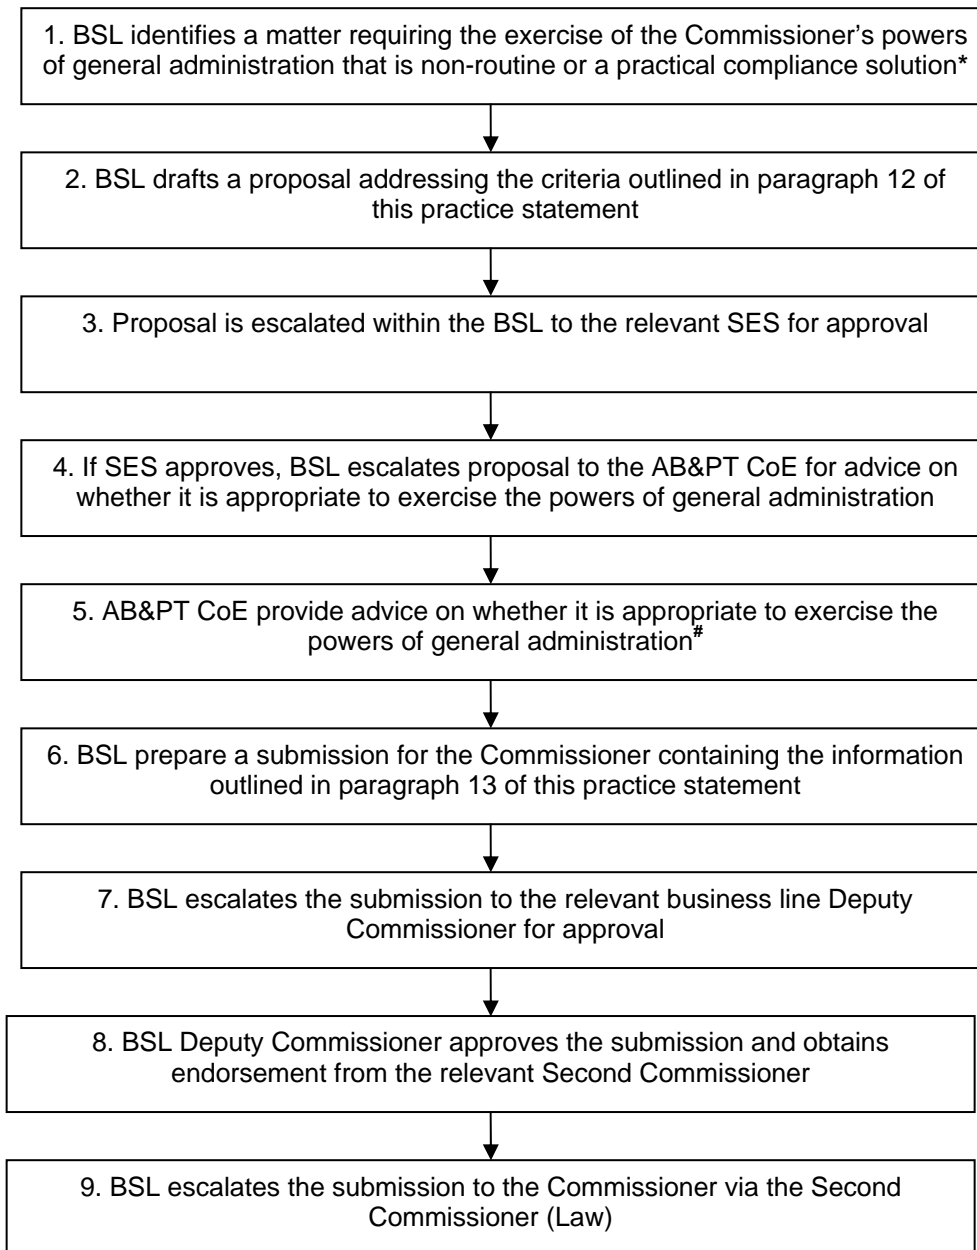 1. BSL identifies a matter requiring the exercise of the Commissioner’s powers
of general administration that is non-routine or a practical compliance solution*
2. BSL drafts a proposal addressing the criteria outlined in paragraph 12 of
this practice statement
3. Proposal is escalated within the BSL to the relevant SES for approval
4. If SES approves, BSL escalates proposal to the AB&PT CoE for advice on
whether it is appropriate to exercise the powers of general administration
5. AB&PT CoE provide advice on whether it is appropriate to exercise the
powers of general administration#
6. BSL prepare a submission for the Commissioner containing the information
outlined in paragraph 13 of this practice statement
7. BSL escalates the submission to the relevant business line Deputy
Commissioner for approval
8. BSL Deputy Commissioner approves the submission and obtains
endorsement from the relevant Second Commissioner
9. BSL escalates the submission to the Commissioner via the Second
Commissioner (Law)